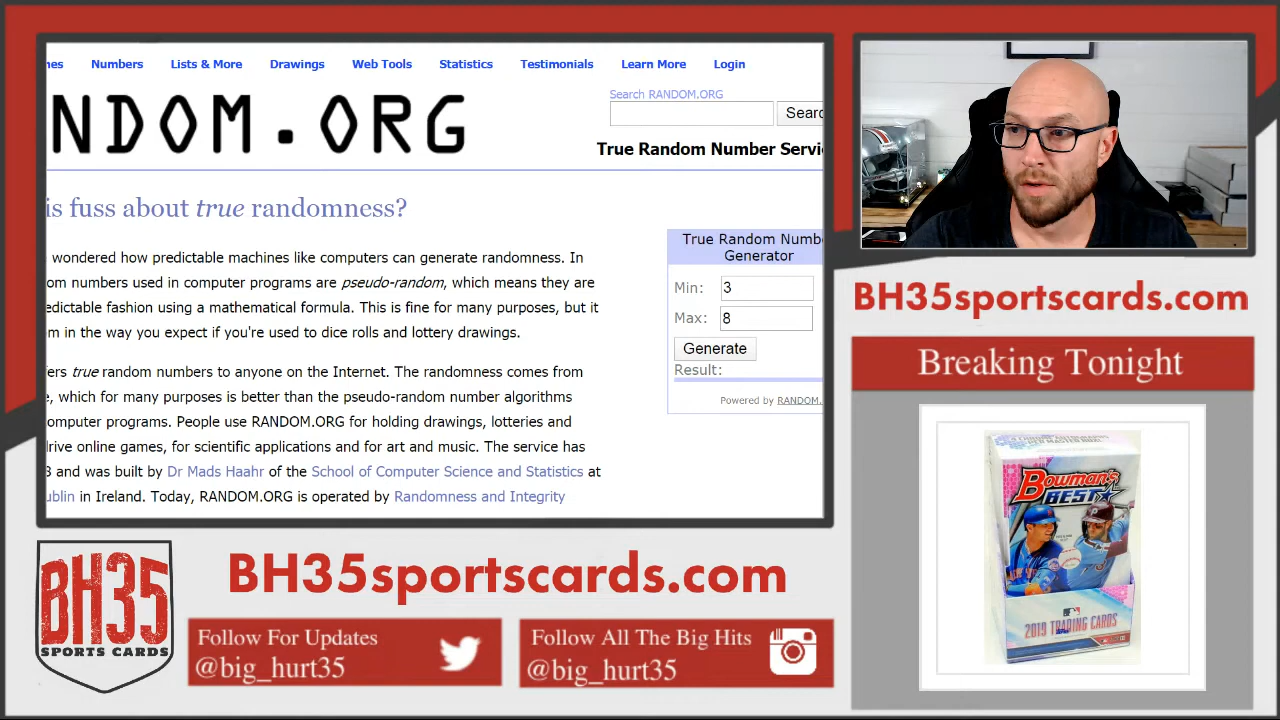 nes Numbers Lists & More Drawings Web Tools Statistics Testimonials Learn More Login
NDOM.ORG
Search RANDOM.ORG
Searc
True Random Number Servi
is fuss about true randomness?
wondered how predictable machines like computers can generate randomness. In
om numbers used in computer programs are pseudo-random, which means they are
edictable fashion using a mathematical formula. This is fine for many purposes, but it
m in the way you expect if you're used to dice rolls and lottery drawings.
fers true random numbers to anyone on the Internet. The randomness comes from
e, which for many purposes is better than the pseudo-random number algorithms
omputer programs. People use RANDOM.ORG for holding drawings, lotteries and
drive online games, for scientific applications and for art and music. The service has
8 and was built by Dr Mads Haahr of the School of Computer Science and Statistics at
ublin in Ireland. Today, RANDOM.ORG is operated by Randomness and Integrity
True Random Numbe
Generator
Min: 3
Max: 8
Generate
Result:
Powered by RANDOM.
BH35sportscards.com
Breaking Tonight
BOWMAN'S
BEST
2019 TRADING CARDS
BH35
SPORTS CARDS
BH35sportscards.com
Follow For Updates
@big_hurt35
Follow All The Big Hits
@big_hurt35